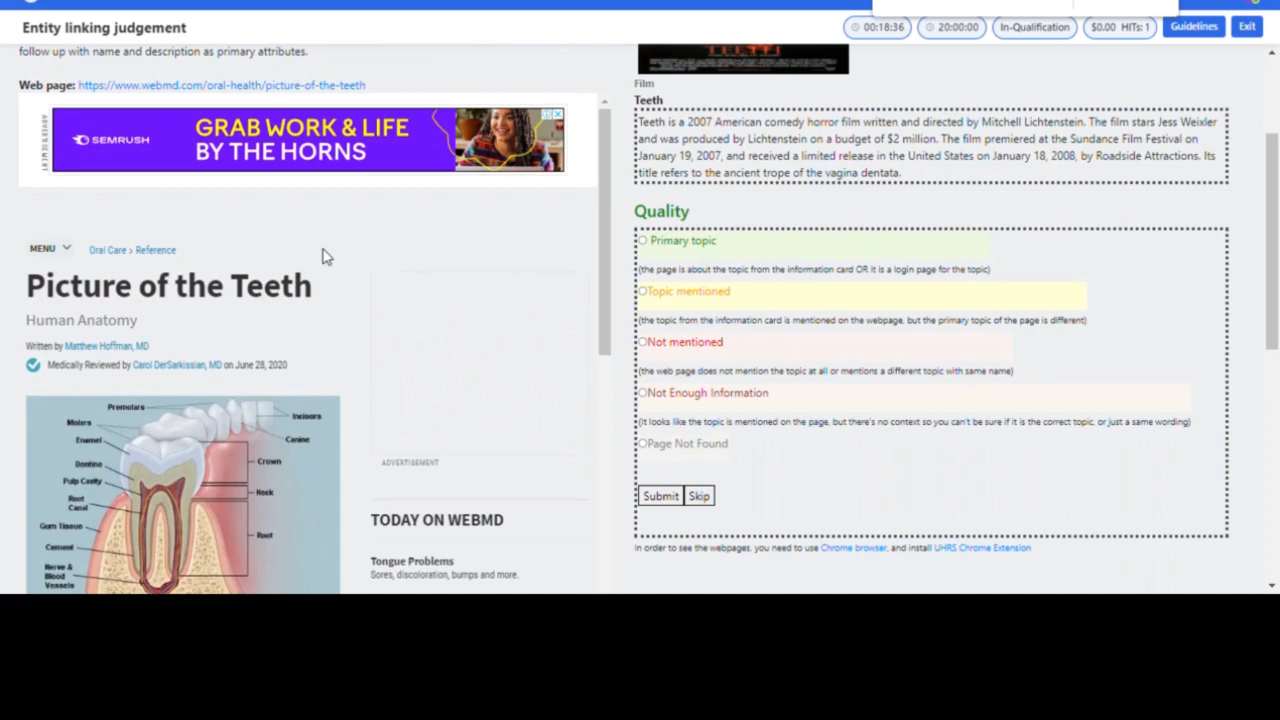 Entity linking judgement
00:18:36
20:00:00
In-Qualification
$0.00 HITs: 1
Guidelines
Exit
follow up with name and description as primary attributes.
Web page: https://www.webmd.com/oral-health/picture-of-the-teeth
ADVERTISEMENT
SEMRUSH
GRAB WORK & LIFE
BY THE HORNS
MENU
Oral Care > Reference
Picture of the Teeth
Human Anatomy
Written by Matthew Hoffman, MD
Medically Reviewed by Carol DerSarkissian, MD on June 28, 2020
Premolars
Incisors
Molars
Canine
Enamel
Crown
Dentine
Pulp Cavity
Neck
Root
Canal
Gum Tissue
Root
Cement
Nerve &
Blood
Vessels
ADVERTISEMENT
TODAY ON WEBMD
Tongue Problems
Sores, discoloration, bumps and more.
TEETH
Film
Teeth
Teeth is a 2007 American comedy horror film written and directed by Mitchell Lichtenstein. The film stars Jess Weixler
and was produced by Lichtenstein on a budget of $2 million. The film premiered at the Sundance Film Festival on
January 19, 2007, and received a limited release in the United States on January 18, 2008, by Roadside Attractions. Its
title refers to the ancient trope of the vagina dentata.
Quality
Primary topic
(the page is about the topic from the information card OR it is a login page for the topic)
Topic mentioned
(the topic from the information card is mentioned on the webpage, but the primary topic of the page is different)
Not mentioned
(the web page does not mention the topic at all or mentions a different topic with same name)
Not Enough Information
(It looks like the topic is mentioned on the page, but there's no context so you can't be sure if it is the correct topic, or just a same wording)
Page Not Found
Submit
Skip
In order to see the webpages, you need to use Chrome browser, and install UHRS Chrome Extension